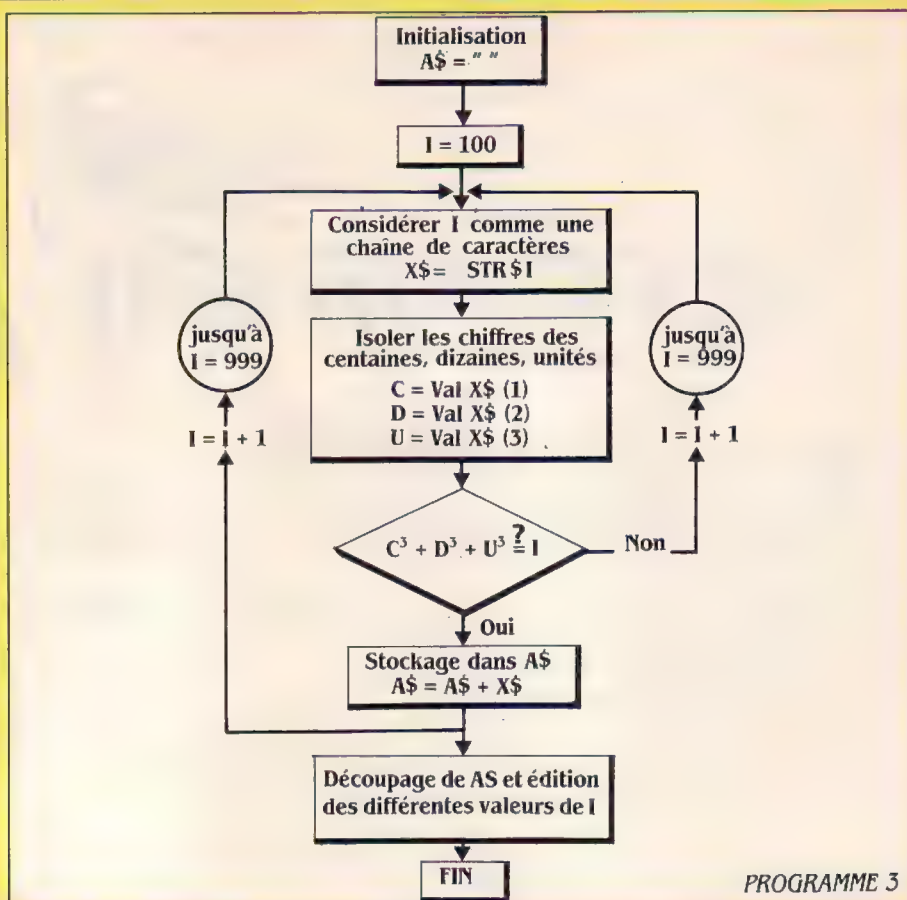 Initialisation
A$ = " "
I = 100
Considérer I comme une
chaîne de caractères
X$= STR$I
jusqu'à
I = 999
Isoler les chiffres des
centaines, dizaines, unités
C = Val X$ (1)
D = Val X$ (2)
U = Val X$ (3)
jusqu'à
I = 999
I = I + 1
I = I + 1
C³ + D³ + U³ ≟ I
Non
Oui
Stockage dans A$
A$ = A$ + X$
Découpage de AS et édition
des différentes valeurs de I
FIN
PROGRAMME 3